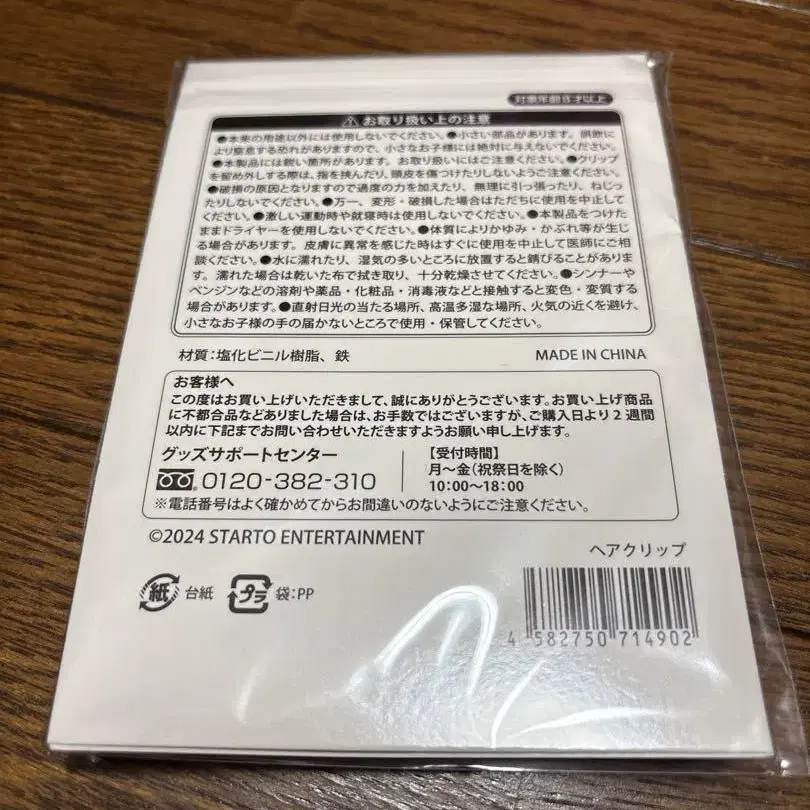 対象年齢8才以上
お取り扱い上の注意
●本来の用途以外には使用しないでください。●小さい部品があります。誤飲に
より窒息する恐れがありますので、小さなお子様には絶対に与えないでください。
●本製品には鋭い箇所があります。お取り扱いにはご注意ください。●クリップ
を留め外しする際は、指を挟んだり、頭皮を傷つけたりしないようご注意ください。
●破損の原因となりますので過度の力を加えたり、無理に引っ張ったり、ねじっ
たりしないでください。●万一、変形・破損した場合はただちに使用を中止して
ください。●激しい運動時や就寝時は使用しないでください。●本製品をつけた
ままドライヤーを使用しないでください。●体質によりかゆみ・かぶれ等が生じ
る場合があります。皮膚に異常を感じた時はすぐに使用を中止して医師にご相
談ください。●水に濡れたり、湿気の多いところに放置すると錆びることがありま
す。濡れた場合は乾いた布で拭き取り、十分乾燥させてください。●シンナーや
ベンジンなどの溶剤や薬品・化粧品・消毒液などと接触すると変色・変質する
場合があります。●直射日光の当たる場所、高温多湿な場所、火気の近くを避け、
小さなお子様の手の届かないところで使用・保管してください。
材質:塩化ビニル樹脂、鉄 MADE IN CHINA
お客様へ
この度はお買い上げいただきまして、誠にありがとうございます。お買い上げ商品
に不都合品などありました場合は、お手数ではございますが、ご購入日より2週間
以内に下記までお問い合わせいただきますようお願い申し上げます。
グッズサポートセンター
0120-382-310
【受付時間】
月～金(祝祭日を除く)
10:00～18:00
※電話番号はよく確かめてからお間違いのないようにご注意ください。
©2024 STARTO ENTERTAINMENT
ヘアクリップ
紙 台紙 プラ 袋:PP
4 582750 714902